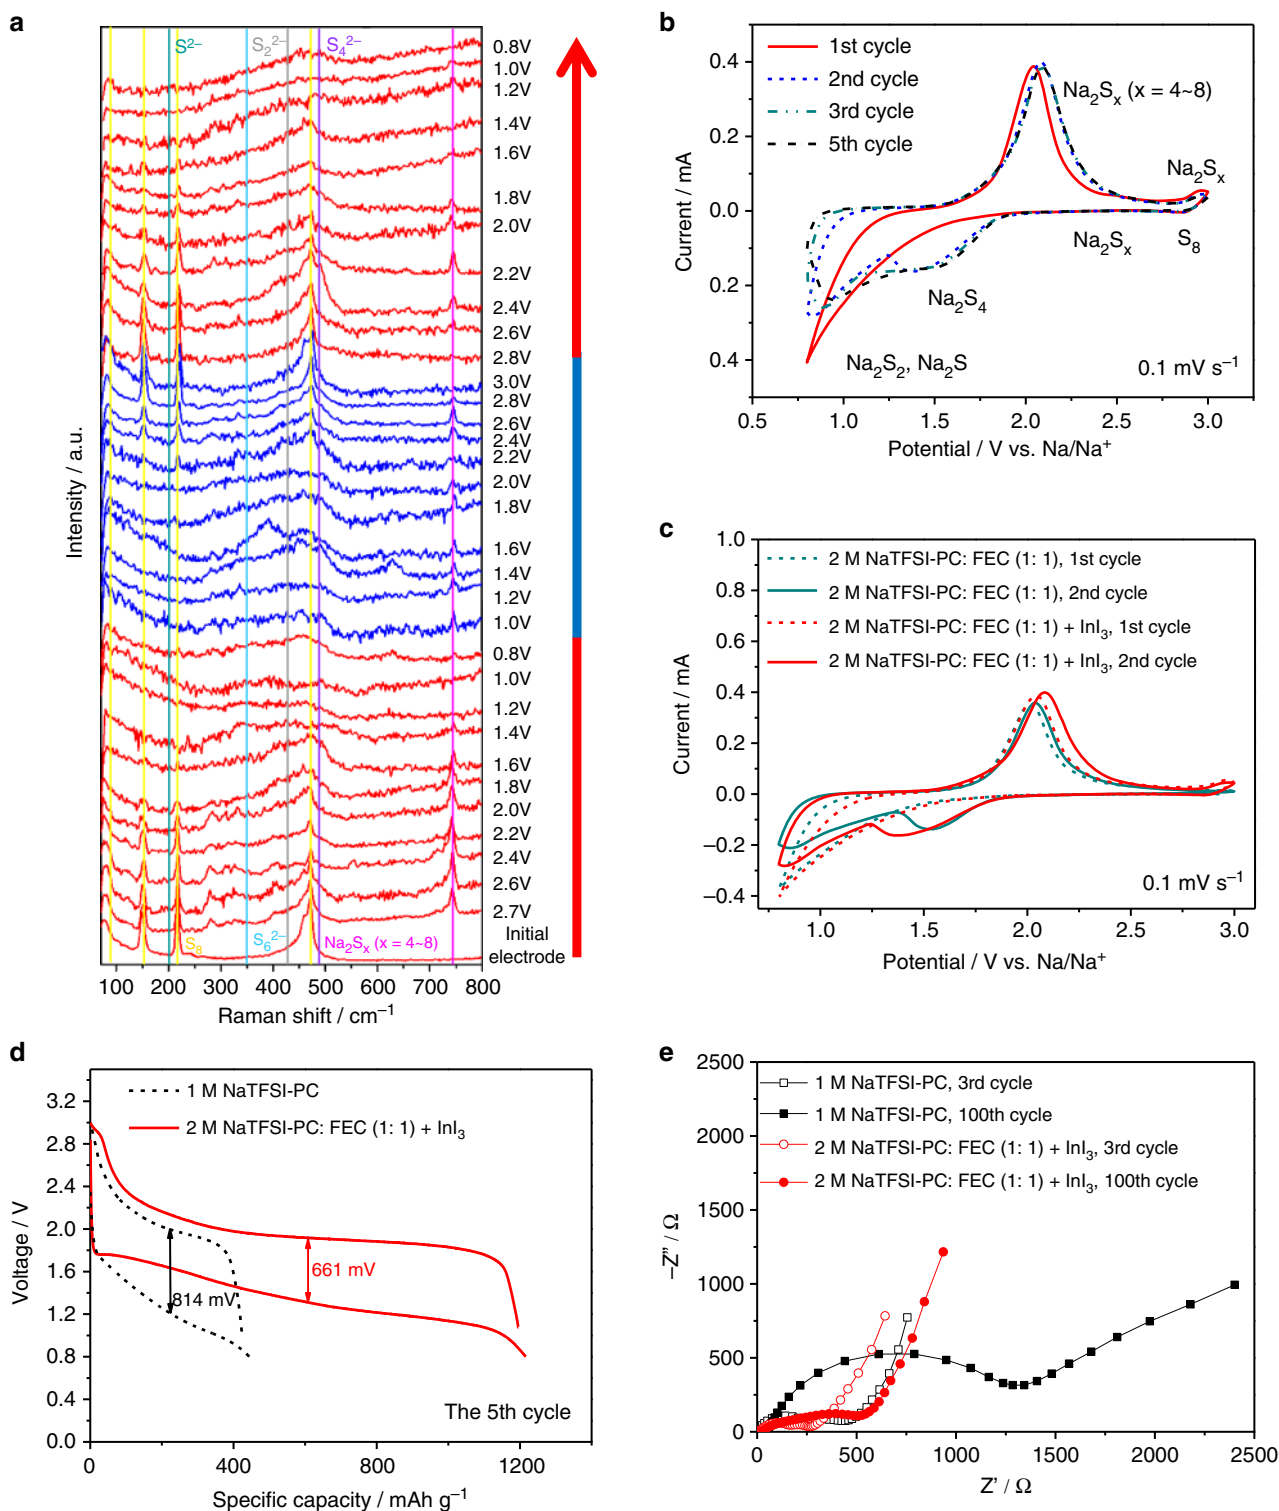 a
S²⁻
S₂²⁻
S₄²⁻
0.8V
1.0V
1.2V
1.4V
1.6V
1.8V
2.0V
2.2V
2.4V
2.6V
2.8V
3.0V
2.8V
2.6V
2.4V
2.2V
2.0V
1.8V
1.6V
1.4V
1.2V
1.0V
0.8V
1.0V
1.2V
1.4V
1.6V
1.8V
2.0V
2.2V
2.4V
2.6V
2.7V
Initial
electrode
S₈
S₆²⁻
Na₂Sₓ (x = 4~8)
Intensity / a.u.
100 200 300 400 500 600 700 800
Raman shift / cm⁻¹
b
1st cycle
2nd cycle
3rd cycle
5th cycle
Na₂Sₓ (x = 4~8)
Na₂Sₓ
Na₂Sₓ
S₈
Na₂S₄
Na₂S₂, Na₂S
0.1 mV s⁻¹
Current / mA
0.4
0.2
0.0
0.2
0.4
0.5 1.0 1.5 2.0 2.5 3.0
Potential / V vs. Na/Na⁺
c
2 M NaTFSI-PC: FEC (1: 1), 1st cycle
2 M NaTFSI-PC: FEC (1: 1), 2nd cycle
2 M NaTFSI-PC: FEC (1: 1) + InI₃, 1st cycle
2 M NaTFSI-PC: FEC (1: 1) + InI₃, 2nd cycle
0.1 mV s⁻¹
Current / mA
1.0
0.8
0.6
0.4
0.2
0.0
−0.2
−0.4
1.0 1.5 2.0 2.5 3.0
Potential / V vs. Na/Na⁺
d
1 M NaTFSI-PC
2 M NaTFSI-PC: FEC (1: 1) + InI₃
661 mV
814 mV
The 5th cycle
Voltage / V
3.2
2.8
2.4
2.0
1.6
1.2
0.8
0.0
0 400 800 1200
Specific capacity / mAh g⁻¹
e
1 M NaTFSI-PC, 3rd cycle
1 M NaTFSI-PC, 100th cycle
2 M NaTFSI-PC: FEC (1: 1) + InI₃, 3rd cycle
2 M NaTFSI-PC: FEC (1: 1) + InI₃, 100th cycle
−Z″ / Ω
2500
2000
1500
1000
500
0
0 500 1000 1500 2000 2500
Z' / Ω